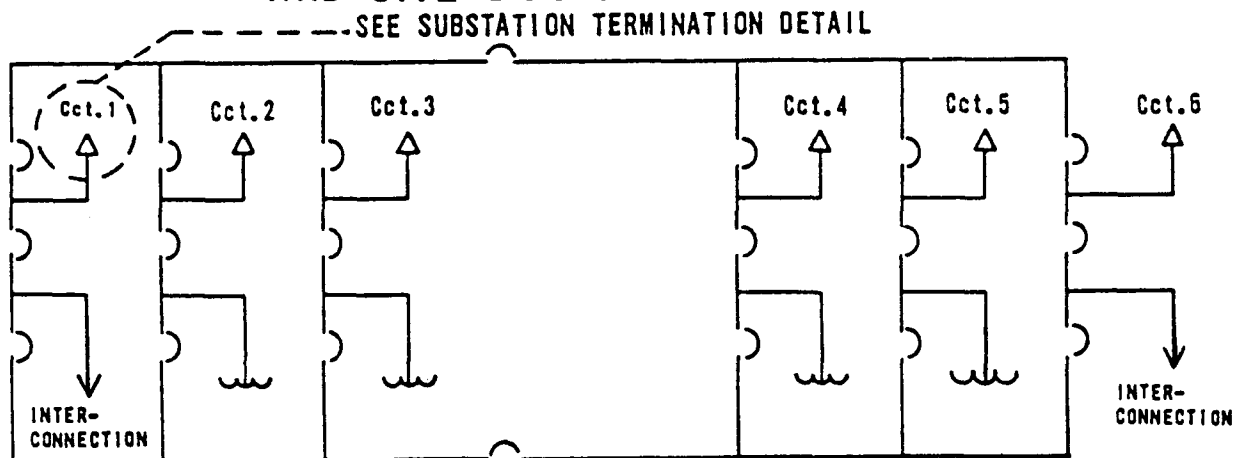 SEE SUBSTATION TERMINATION DETAIL
Cct.1
Cct.2
Cct.3
Cct.4
Cct.5
Cct.6
INTER-
CONNECTION
INTER-
CONNECTION